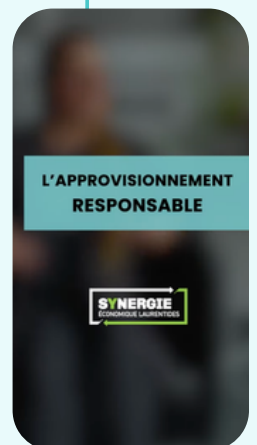 L'APPROVISIONNEMENT
RESPONSABLE
SYNERGIE
ÉCONOMIQUE LAURENTIDES